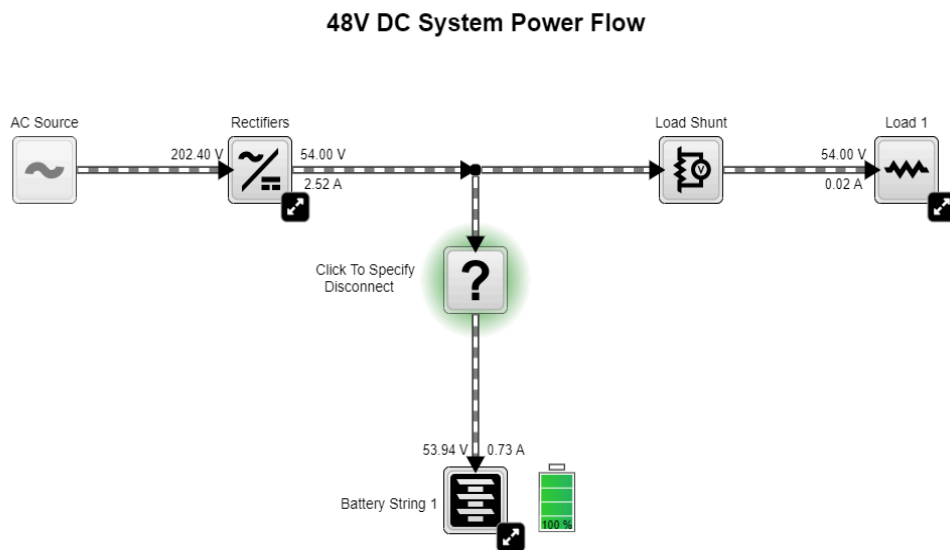 48V DC System Power Flow
AC Source
Rectifiers
Load Shunt
Load 1
202.40 V
54.00 V
54.00 V
2.52 A
V
0.02 A
Click To Specify
Disconnect
?
53.94 V
0.73 A
Battery String 1
100 %